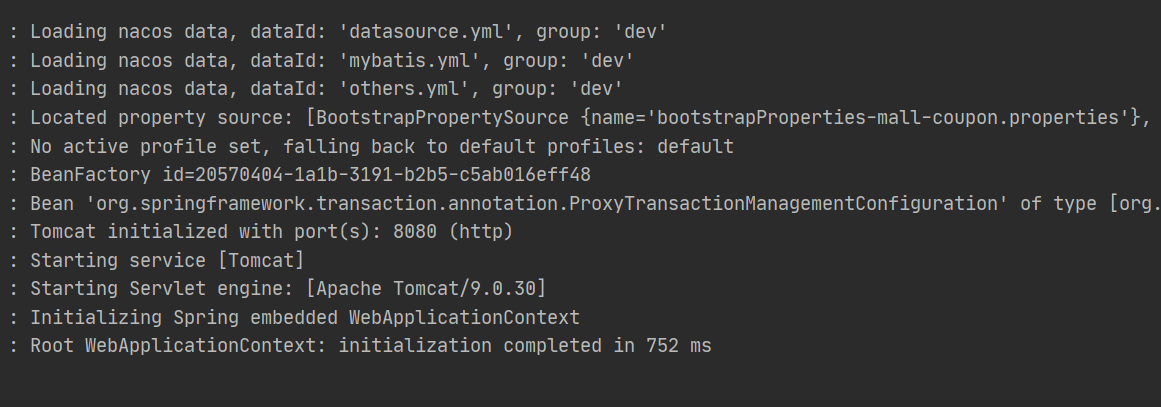 : Loading nacos data, dataId: 'datasource.yml', group: 'dev'
: Loading nacos data, dataId: 'mybatis.yml', group: 'dev'
: Loading nacos data, dataId: 'others.yml', group: 'dev'
: Located property source: [BootstrapPropertySource {name='bootstrapProperties-mall-coupon.properties'},
: No active profile set, falling back to default profiles: default
: BeanFactory id=20570404-1a1b-3191-b2b5-c5ab016eff48
: Bean 'org.springframework.transaction.annotation.ProxyTransactionManagementConfiguration' of type [org.
: Tomcat initialized with port(s): 8080 (http)
: Starting service [Tomcat]
: Starting Servlet engine: [Apache Tomcat/9.0.30]
: Initializing Spring embedded WebApplicationContext
: Root WebApplicationContext: initialization completed in 752 ms